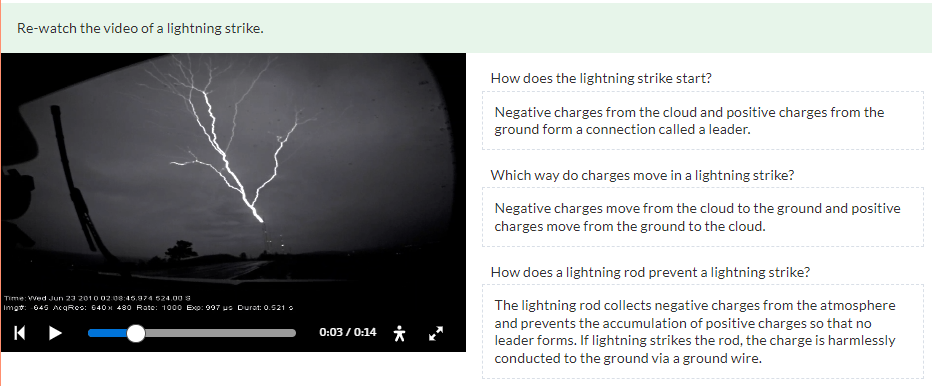 Re-watch the video of a lightning strike.
How does the lightning strike start?
Negative charges from the cloud and positive charges from the
ground form a connection called a leader.
Which way do charges move in a lightning strike?
Negative charges move from the cloud to the ground and positive
charges move from the ground to the cloud.
How does a lightning rod prevent a lightning strike?
The lightning rod collects negative charges from the atmosphere
and prevents the accumulation of positive charges so that no
leader forms. If lightning strikes the rod, the charge is harmlessly
conducted to the ground via a ground wire.
Time: Wed Jun 23 2010 02:08:45.974 524.00 S
Img#: -645 AcqRes: 640 x 480 Rate: 1000 Exp: 997 µs Durat: 0.521 s
0:03 / 0:14